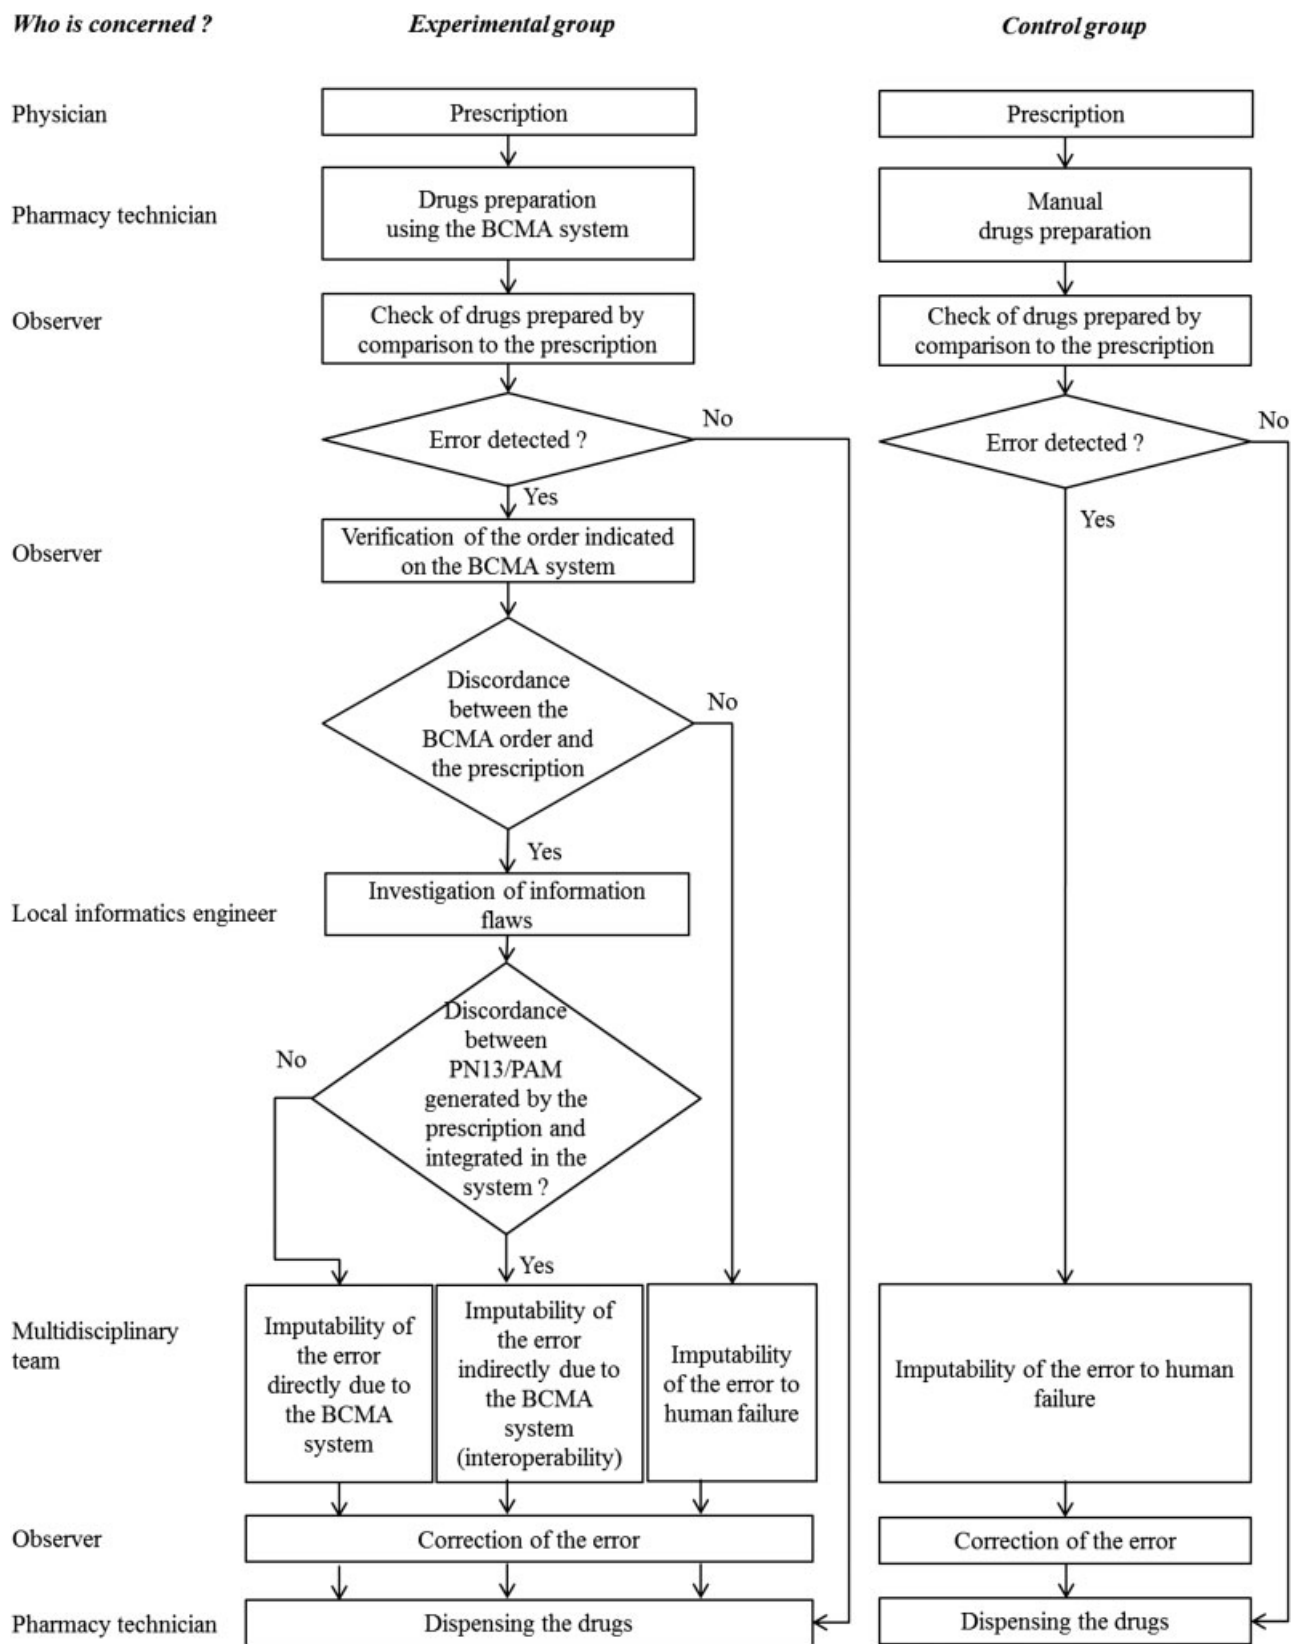 Who is concerned ?
Experimental group
Control group
Physician
Prescription
Prescription
Pharmacy technician
Drugs preparation
using the BCMA system
Manual
drugs preparation
Observer
Check of drugs prepared by
comparison to the prescription
Check of drugs prepared by
comparison to the prescription
Error detected ?
No
Error detected ?
No
Yes
Yes
Observer
Verification of the order indicated
on the BCMA system
Discordance
between the
BCMA order and
the prescription
No
Yes
Local informatics engineer
Investigation of information
flaws
Discordance
between
PN13/PAM
generated by the
prescription and
integrated in the
system ?
No
Yes
Multidisciplinary
team
Imputability of
the error
directly due to
the BCMA
system
Imputability of
the error
indirectly due to
the BCMA
system
(interoperability)
Imputability
of the error to
human failure
Imputability of the error to human
failure
Observer
Correction of the error
Correction of the error
Pharmacy technician
Dispensing the drugs
Dispensing the drugs